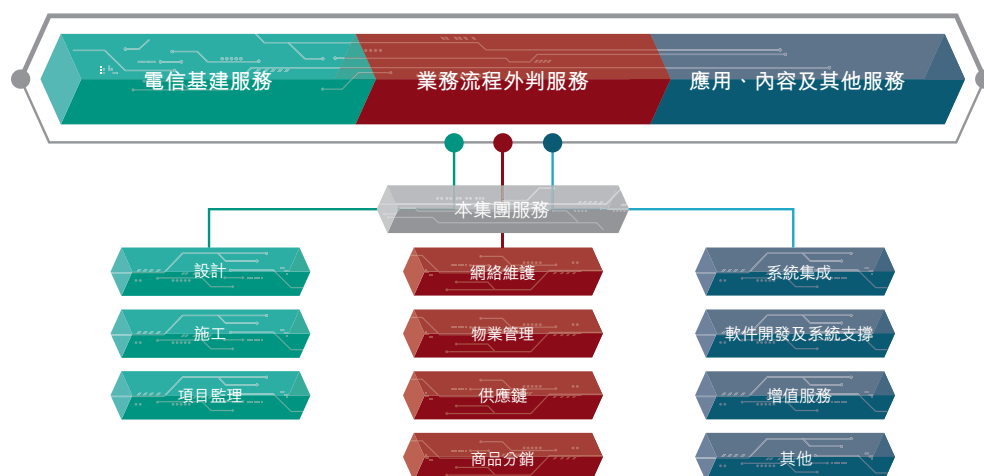 電信基建服務
業務流程外判服務
應用、內容及其他服務
本集團服務
設計
施工
項目監理
網絡維護
物業管理
供應鏈
商品分銷
系統集成
軟件開發及系統支撐
增值服務
其他